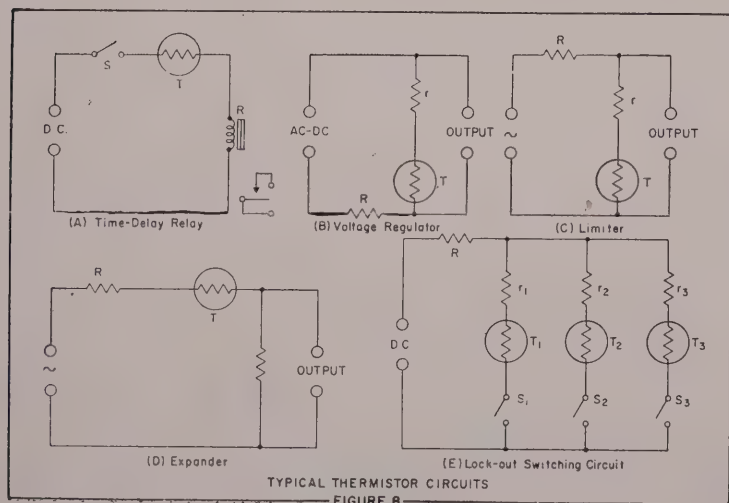 S
T
D.C.
R
(A) Time-Delay Relay
AC-DC
r
OUTPUT
T
R
(B) Voltage Regulator
R
~
r
OUTPUT
T
(C) Limiter
R
T
~
OUTPUT
(D) Expander
R
DC
r1 r2 r3
T1 T2 T3
S1 S2 S3
(E) Lock-out Switching Circuit
TYPICAL THERMISTOR CIRCUITS
FIGURE 8